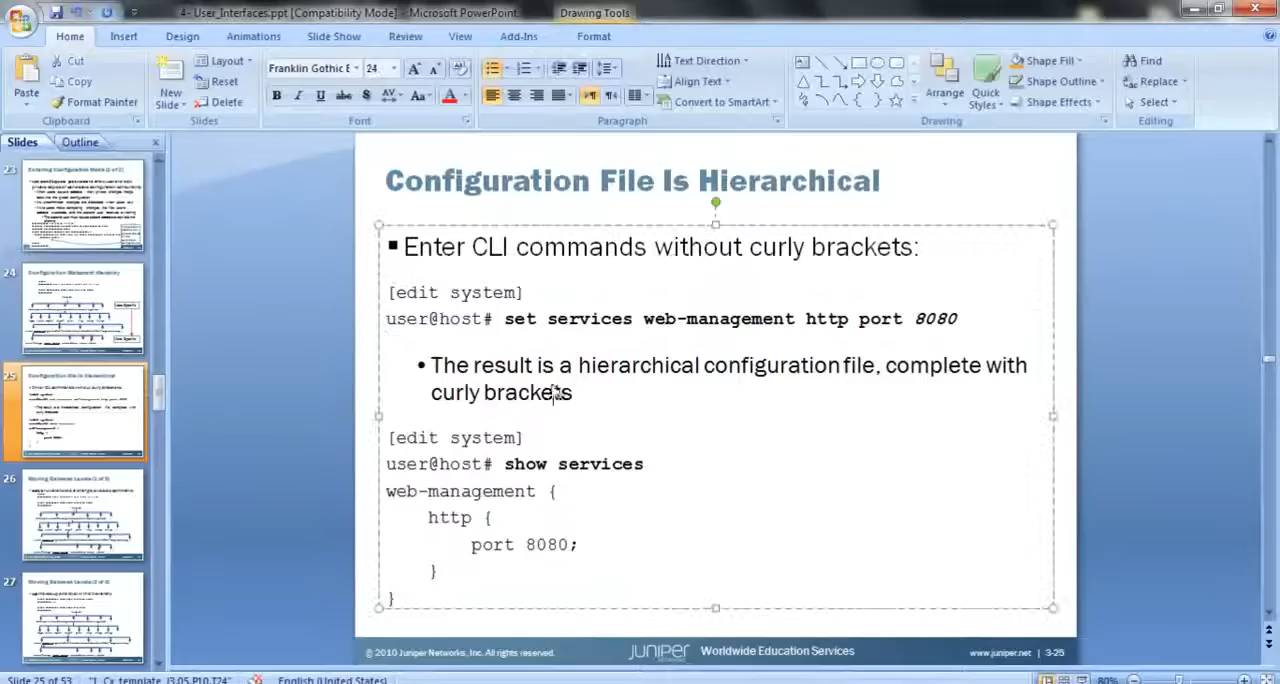 4- User_Interfaces.ppt [Compatibility Mode] - Microsoft PowerPoint
Drawing Tools
Home Insert Design Animations Slide Show Review View Add-Ins Format
Cut
Copy
Format Painter
Paste
Clipboard
New Slide
Layout
Reset
Delete
Slides
Franklin Gothic E 24
Font
Paragraph
Text Direction
Align Text
Convert to SmartArt
Arrange
Quick Styles
Shape Fill
Shape Outline
Shape Effects
Drawing
Find
Replace
Select
Editing
Slides Outline
23
24
25
26
27
Configuration File Is Hierarchical
▪ Enter CLI commands without curly brackets:
[edit system]
user@host# set services web-management http port 8080
• The result is a hierarchical configuration file, complete with
curly brackets
[edit system]
user@host# show services
web-management {
http {
port 8080;
}
}
© 2010 Juniper Networks, Inc. All rights reserved.
JUNIPER Worldwide Education Services
www.juniper.net | 3-25
Slide 25 of 53
English (United States)
80%